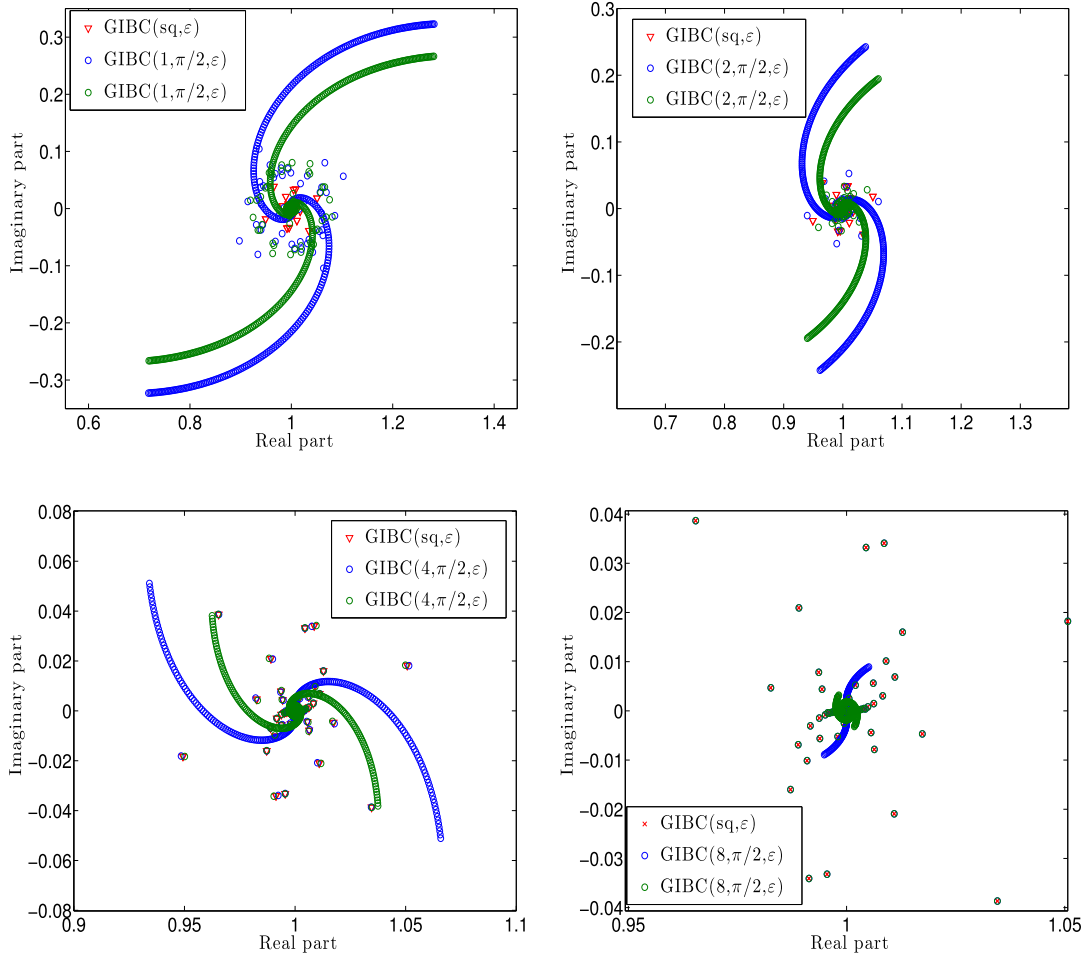 GIBC(sq,ε)
GIBC(1,π/2,ε)
GIBC(1,π/2,ε)
0.3
0.2
0.1
0
−0.1
−0.2
−0.3
Imaginary part
0.6
0.8
1
1.2
1.4
Real part
GIBC(sq,ε)
GIBC(2,π/2,ε)
GIBC(2,π/2,ε)
0.3
0.2
0.1
0
−0.1
−0.2
Imaginary part
0.7
0.8
0.9
1
1.1
1.2
1.3
Real part
GIBC(sq,ε)
GIBC(4,π/2,ε)
GIBC(4,π/2,ε)
0.08
0.06
0.04
0.02
0
−0.02
−0.04
−0.06
−0.08
Imaginary part
0.9
0.95
1
1.05
1.1
Real part
0.04
0.03
0.02
0.01
0
−0.01
−0.02
−0.03
−0.04
Imaginary part
GIBC(sq,ε)
GIBC(8,π/2,ε)
GIBC(8,π/2,ε)
0.95
1
1.05
Real part